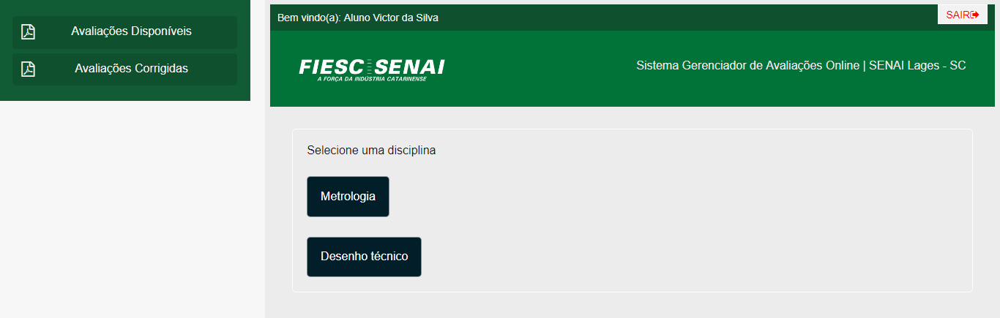 Avaliações Disponíveis
Avaliações Corrigidas
Bem vindo(a): Aluno Victor da Silva
SAIR
FIESC SENAI
A FORÇA DA INDÚSTRIA CATARINENSE
Sistema Gerenciador de Avaliações Online | SENAI Lages - SC
Selecione uma disciplina
Metrologia
Desenho técnico